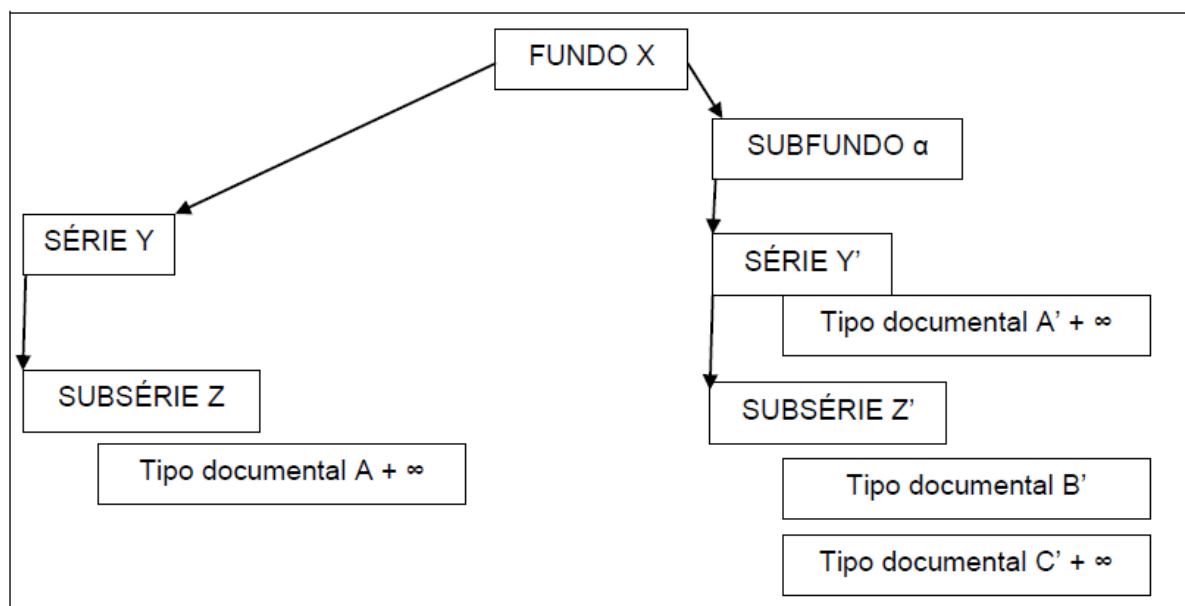 FUNDO X
SUBFUNDO α
SÉRIE Y
SÉRIE Y’
Tipo documental A’ + ∞
SUBSÉRIE Z
SUBSÉRIE Z’
Tipo documental A + ∞
Tipo documental B’
Tipo documental C’ + ∞